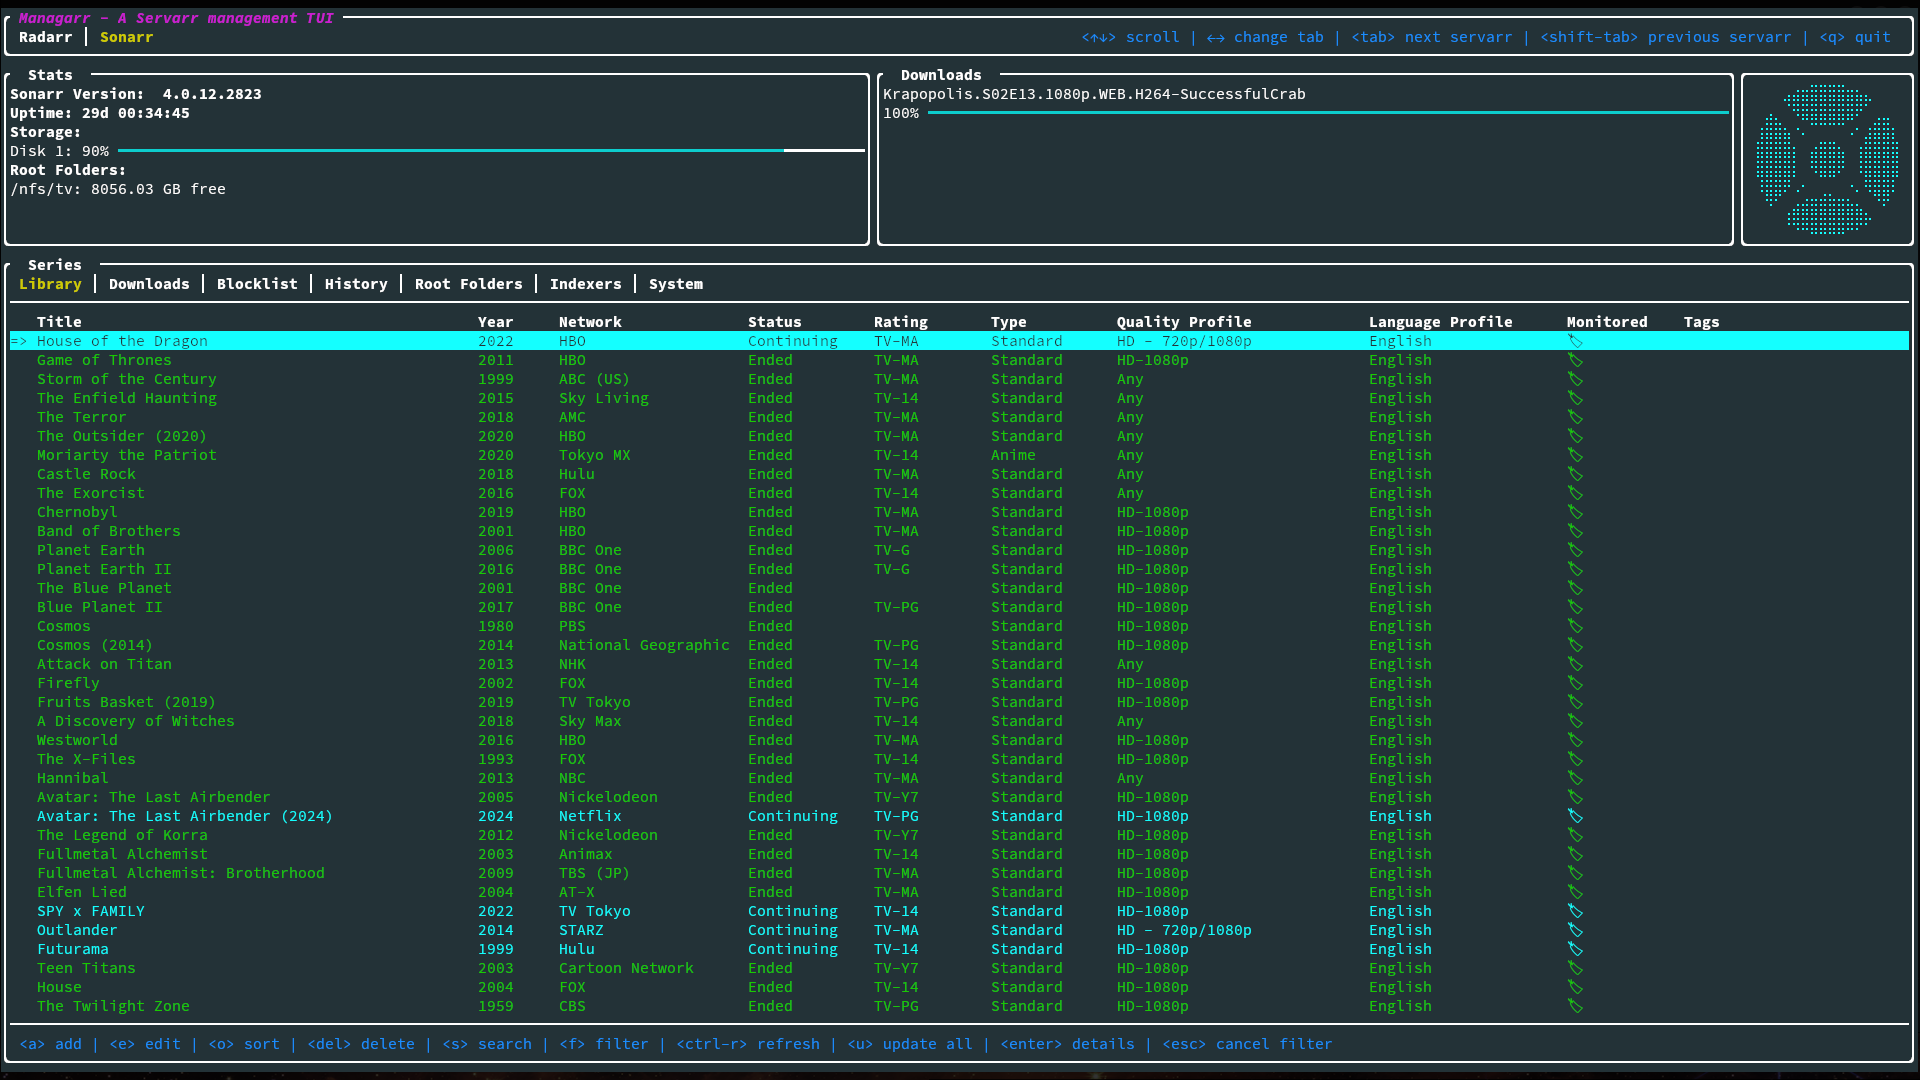 Managarr - A Servarr management TUI
Radarr | Sonarr <↑↓> scroll | ↔ change tab | <tab> next servarr | <shift-tab> previous servarr | <q> quit
Stats
Sonarr Version: 4.0.12.2823
Uptime: 29d 00:34:45
Storage:
Disk 1: 90%
Root Folders:
/nfs/tv: 8056.03 GB free
Downloads
Krapopolis.S02E13.1080p.WEB.H264-SuccessfulCrab
100%
Series
Library | Downloads | Blocklist | History | Root Folders | Indexers | System
Title Year Network Status Rating Type Quality Profile Language Profile Monitored Tags
=> House of the Dragon 2022 HBO Continuing TV-MA Standard HD - 720p/1080p English
Game of Thrones 2011 HBO Ended TV-MA Standard HD-1080p English
Storm of the Century 1999 ABC (US) Ended TV-MA Standard Any English
The Enfield Haunting 2015 Sky Living Ended TV-14 Standard Any English
The Terror 2018 AMC Ended TV-MA Standard Any English
The Outsider (2020) 2020 HBO Ended TV-MA Standard Any English
Moriarty the Patriot 2020 Tokyo MX Ended TV-14 Anime Any English
Castle Rock 2018 Hulu Ended TV-MA Standard Any English
The Exorcist 2016 FOX Ended TV-14 Standard Any English
Chernobyl 2019 HBO Ended TV-MA Standard HD-1080p English
Band of Brothers 2001 HBO Ended TV-MA Standard HD-1080p English
Planet Earth 2006 BBC One Ended TV-G Standard HD-1080p English
Planet Earth II 2016 BBC One Ended TV-G Standard HD-1080p English
The Blue Planet 2001 BBC One Ended Standard HD-1080p English
Blue Planet II 2017 BBC One Ended TV-PG Standard HD-1080p English
Cosmos 1980 PBS Ended Standard HD-1080p English
Cosmos (2014) 2014 National Geographic Ended TV-PG Standard HD-1080p English
Attack on Titan 2013 NHK Ended TV-14 Standard Any English
Firefly 2002 FOX Ended TV-14 Standard HD-1080p English
Fruits Basket (2019) 2019 TV Tokyo Ended TV-PG Standard HD-1080p English
A Discovery of Witches 2018 Sky Max Ended TV-14 Standard Any English
Westworld 2016 HBO Ended TV-MA Standard HD-1080p English
The X-Files 1993 FOX Ended TV-14 Standard HD-1080p English
Hannibal 2013 NBC Ended TV-MA Standard Any English
Avatar: The Last Airbender 2005 Nickelodeon Ended TV-Y7 Standard HD-1080p English
Avatar: The Last Airbender (2024) 2024 Netflix Continuing TV-PG Standard HD-1080p English
The Legend of Korra 2012 Nickelodeon Ended TV-Y7 Standard HD-1080p English
Fullmetal Alchemist 2003 Animax Ended TV-14 Standard HD-1080p English
Fullmetal Alchemist: Brotherhood 2009 TBS (JP) Ended TV-MA Standard HD-1080p English
Elfen Lied 2004 AT-X Ended TV-MA Standard HD-1080p English
SPY x FAMILY 2022 TV Tokyo Continuing TV-14 Standard HD-1080p English
Outlander 2014 STARZ Continuing TV-MA Standard HD - 720p/1080p English
Futurama 1999 Hulu Continuing TV-14 Standard HD-1080p English
Teen Titans 2003 Cartoon Network Ended TV-Y7 Standard HD-1080p English
House 2004 FOX Ended TV-14 Standard HD-1080p English
The Twilight Zone 1959 CBS Ended TV-PG Standard HD-1080p English
<a> add | <e> edit | <o> sort | <del> delete | <s> search | <f> filter | <ctrl-r> refresh | <u> update all | <enter> details | <esc> cancel filter